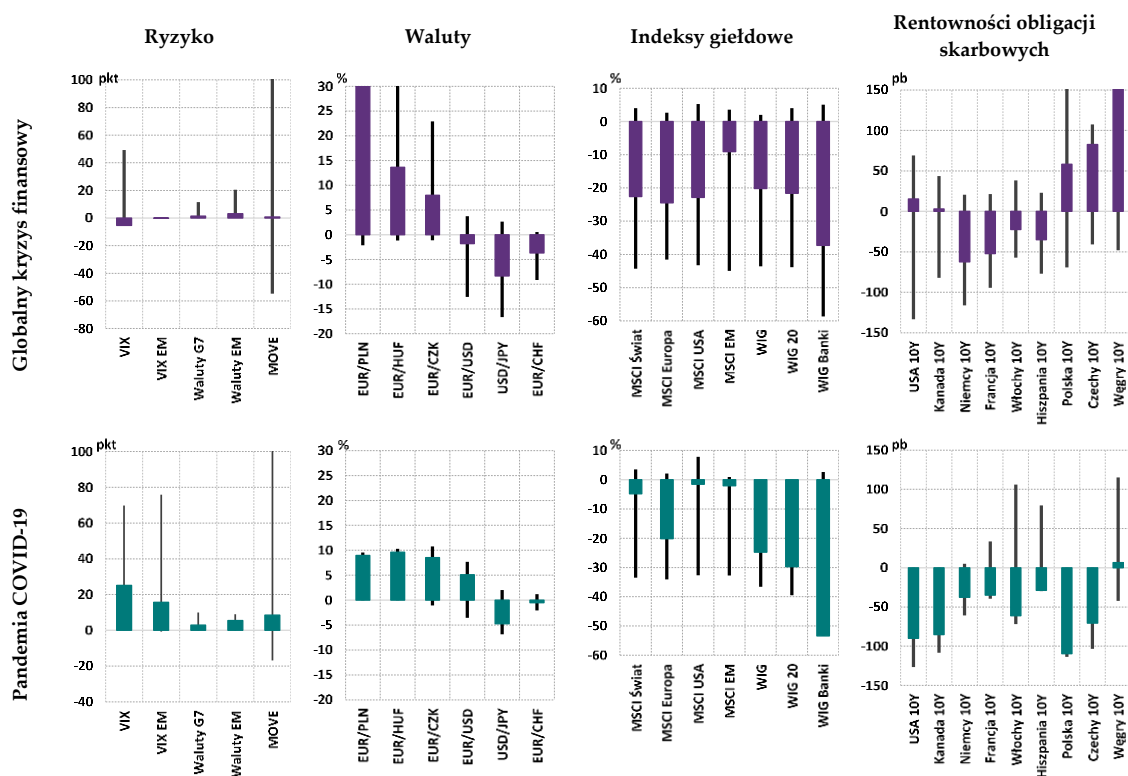 Ryzyko
Waluty
Indeksy giełdowe
Rentowności obligacji
skarbowych
Globalny kryzys finansowy
pkt
100
80
60
40
20
0
-20
-40
-60
-80
VIX
VIX EM
Waluty G7
Waluty EM
MOVE
%
30
25
20
15
10
5
0
-5
-10
-15
-20
EUR/PLN
EUR/HUF
EUR/CZK
EUR/USD
USD/JPY
EUR/CHF
%
10
0
-10
-20
-30
-40
-50
-60
MSCI Świat
MSCI Europa
MSCI USA
MSCI EM
WIG
WIG 20
WIG Banki
pb
150
100
50
0
-50
-100
-150
USA 10Y
Kanada 10Y
Niemcy 10Y
Francja 10Y
Włochy 10Y
Hiszpania 10Y
Polska 10Y
Czechy 10Y
Węgry 10Y
Pandemia COVID-19
pkt
100
80
60
40
20
0
-20
-40
VIX
VIX EM
Waluty G7
Waluty EM
MOVE
%
30
25
20
15
10
5
0
-5
-10
-15
-20
EUR/PLN
EUR/HUF
EUR/CZK
EUR/USD
USD/JPY
EUR/CHF
%
10
0
-10
-20
-30
-40
-50
-60
MSCI Świat
MSCI Europa
MSCI USA
MSCI EM
WIG
WIG 20
WIG Banki
pb
150
100
50
0
-50
-100
-150
USA 10Y
Kanada 10Y
Niemcy 10Y
Francja 10Y
Włochy 10Y
Hiszpania 10Y
Polska 10Y
Czechy 10Y
Węgry 10Y